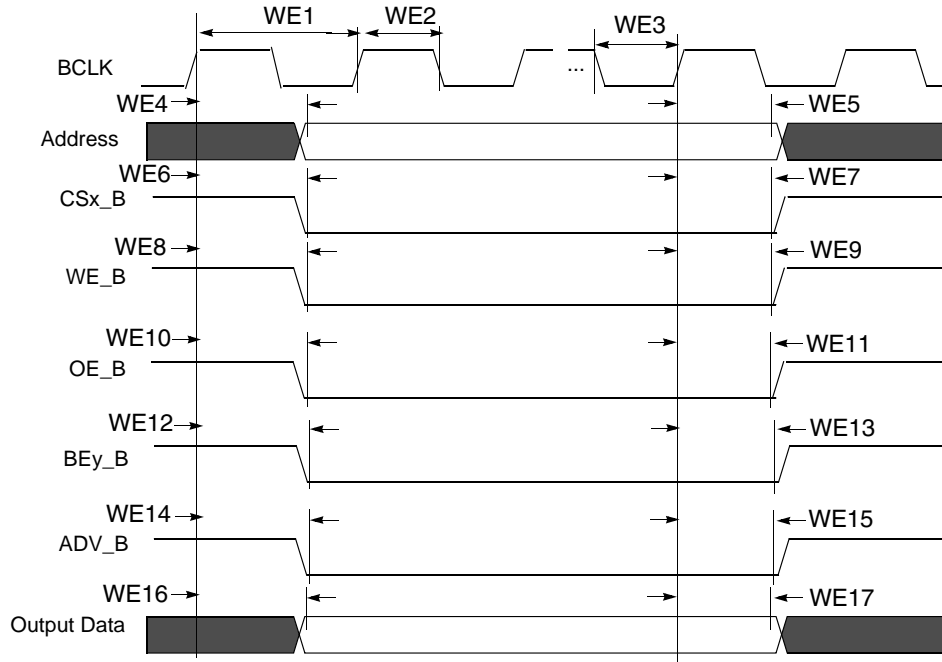 WE1
WE2
WE3
BCLK
...
WE4
WE5
Address
WE6
WE7
CSx_B
WE8
WE9
WE_B
WE10
WE11
OE_B
WE12
WE13
BEy_B
WE14
WE15
ADV_B
WE16
WE17
Output Data